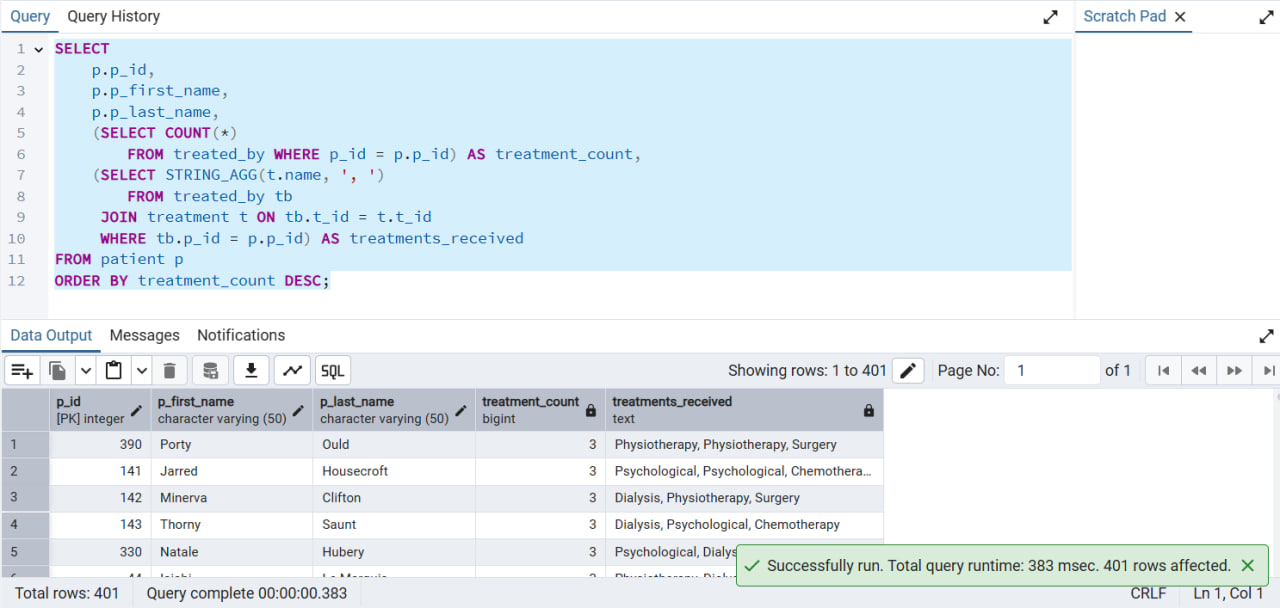 Query Query History Scratch Pad
1 SELECT
2 p.p_id,
3 p.p_first_name,
4 p.p_last_name,
5 (SELECT COUNT(*)
6 FROM treated_by WHERE p_id = p.p_id) AS treatment_count,
7 (SELECT STRING_AGG(t.name, ', ')
8 FROM treated_by tb
9 JOIN treatment t ON tb.t_id = t.t_id
10 WHERE tb.p_id = p.p_id) AS treatments_received
11 FROM patient p
12 ORDER BY treatment_count DESC;
Data Output Messages Notifications
SQL Showing rows: 1 to 401 Page No: 1 of 1
p_id p_first_name p_last_name treatment_count treatments_received
[PK] integer character varying (50) character varying (50) bigint text
1 390 Porty Ould 3 Physiotherapy, Physiotherapy, Surgery
2 141 Jarred Housecroft 3 Psychological, Psychological, Chemothera...
3 142 Minerva Clifton 3 Dialysis, Physiotherapy, Surgery
4 143 Thorny Saunt 3 Dialysis, Psychological, Chemotherapy
5 330 Natale Hubery 3 Psychological, Dialys
Successfully run. Total query runtime: 383 msec. 401 rows affected.
Total rows: 401 Query complete 00:00:00.383 CRLF Ln 1, Col 1